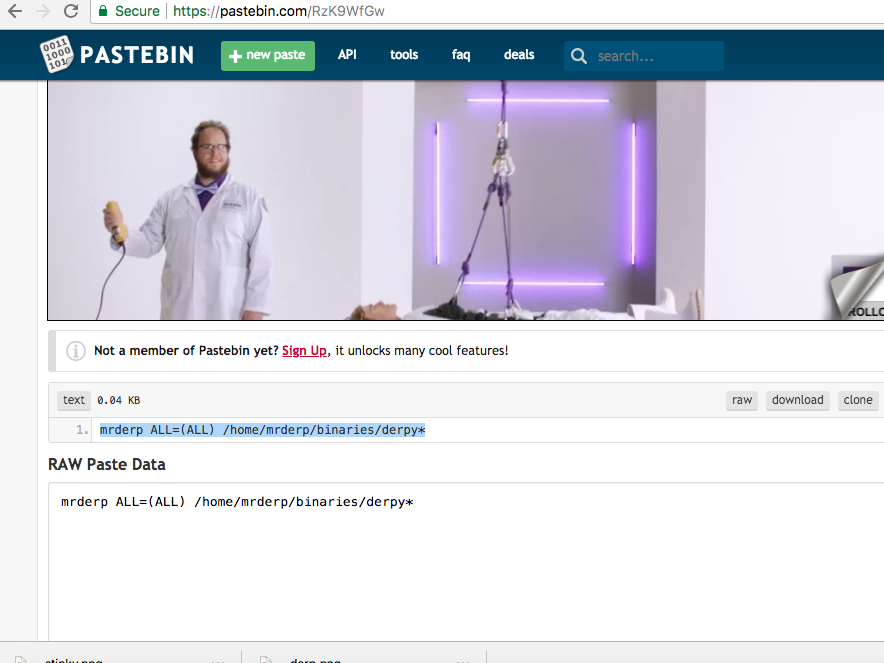 Secure https://pastebin.com/RzK9WfGw
0011
1000
101
PASTEBIN + new paste API tools faq deals search...
ROLLO
Not a member of Pastebin yet? Sign Up, it unlocks many cool features!
text 0.04 KB raw download clone
1. mrderp ALL=(ALL) /home/mrderp/binaries/derpy*
RAW Paste Data
mrderp ALL=(ALL) /home/mrderp/binaries/derpy*
stinky.png ... derp.png ...